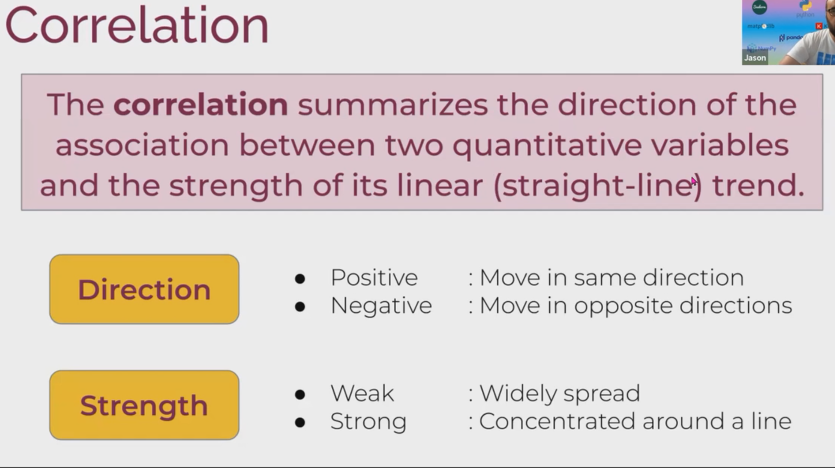 Correlation
Jason
The correlation summarizes the direction of the
association between two quantitative variables
and the strength of its linear (straight-line) trend.
Direction
● Positive : Move in same direction
● Negative : Move in opposite directions
Strength
● Weak : Widely spread
● Strong : Concentrated around a line